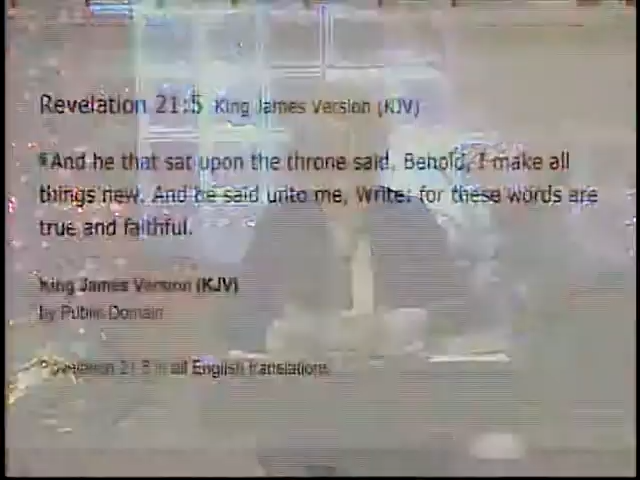 Revelation 21:5 King James Version (KJV)
⁵And he that sat upon the throne said, Behold, I make all
things new. And he said unto me, Write: for these words are
true and faithful.
King James Version (KJV)
by Public Domain
Revelation 21:5 in all English translations